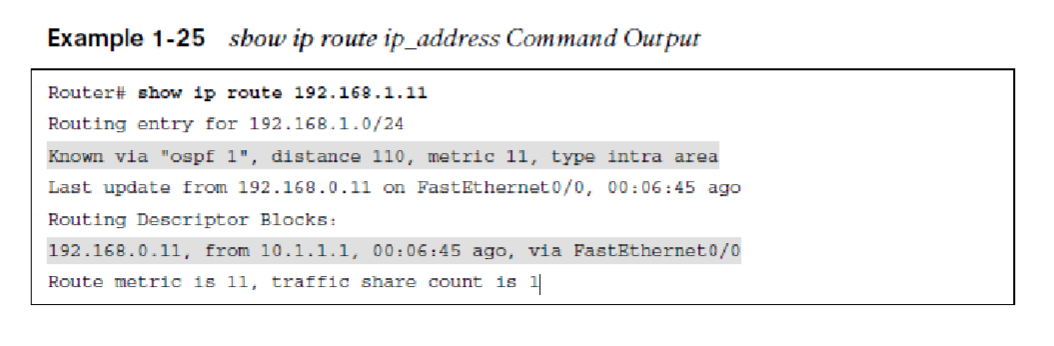 Example 1-25 show ip route ip_address Command Output
Router# show ip route 192.168.1.11
Routing entry for 192.168.1.0/24
Known via "ospf 1", distance 110, metric 11, type intra area
Last update from 192.168.0.11 on FastEthernet0/0, 00:06:45 ago
Routing Descriptor Blocks:
192.168.0.11, from 10.1.1.1, 00:06:45 ago, via FastEthernet0/0
Route metric is 11, traffic share count is 1